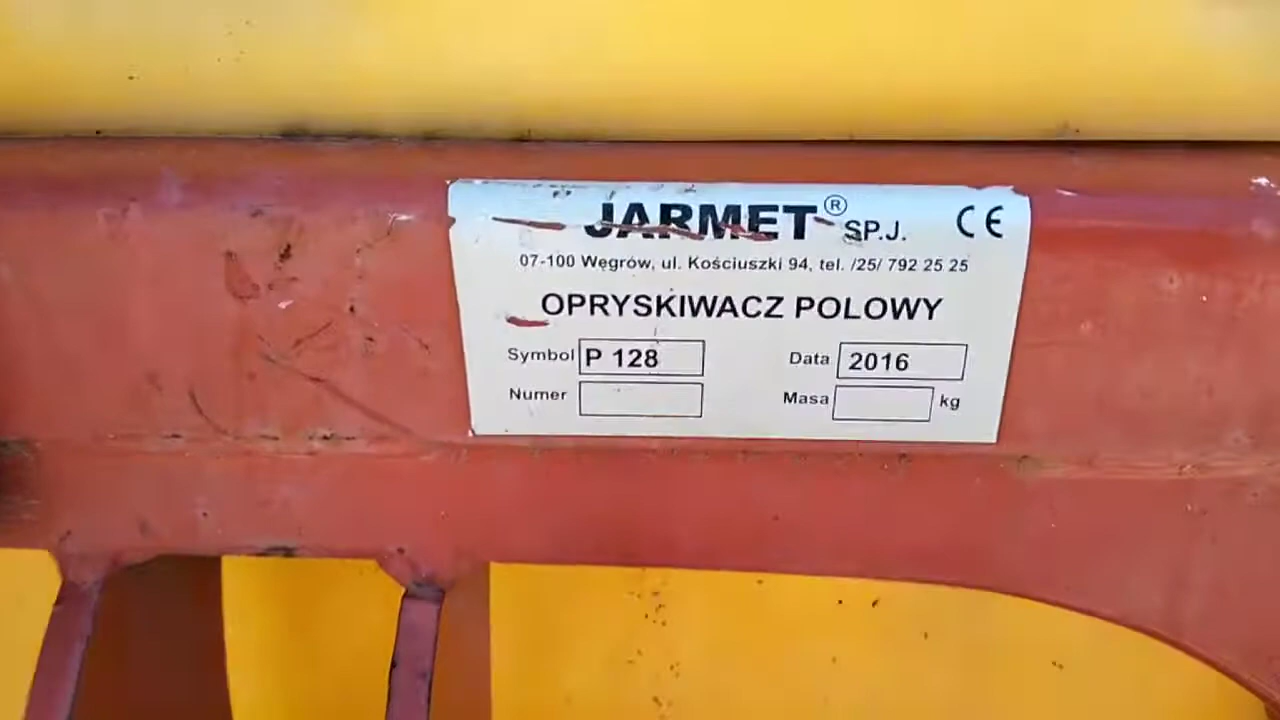 JARMET® SP.J. CE
07-100 Węgrów, ul. Kościuszki 94, tel. /25/ 792 25 25
OPRYSKIWACZ POLOWY
Symbol P 128 Data 2016
Numer Masa kg